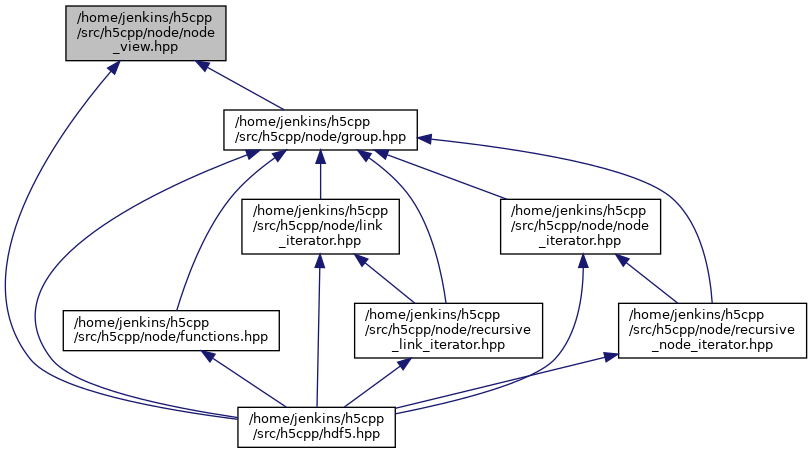 /home/jenkins/h5cpp
/src/h5cpp/node/node
_view.hpp
/home/jenkins/h5cpp
/src/h5cpp/node/group.hpp
/home/jenkins/h5cpp
/src/h5cpp/node/link
_iterator.hpp
/home/jenkins/h5cpp
/src/h5cpp/node/node
_iterator.hpp
/home/jenkins/h5cpp
/src/h5cpp/node/functions.hpp
/home/jenkins/h5cpp
/src/h5cpp/node/recursive
_link_iterator.hpp
/home/jenkins/h5cpp
/src/h5cpp/node/recursive
_node_iterator.hpp
/home/jenkins/h5cpp
/src/h5cpp/hdf5.hpp